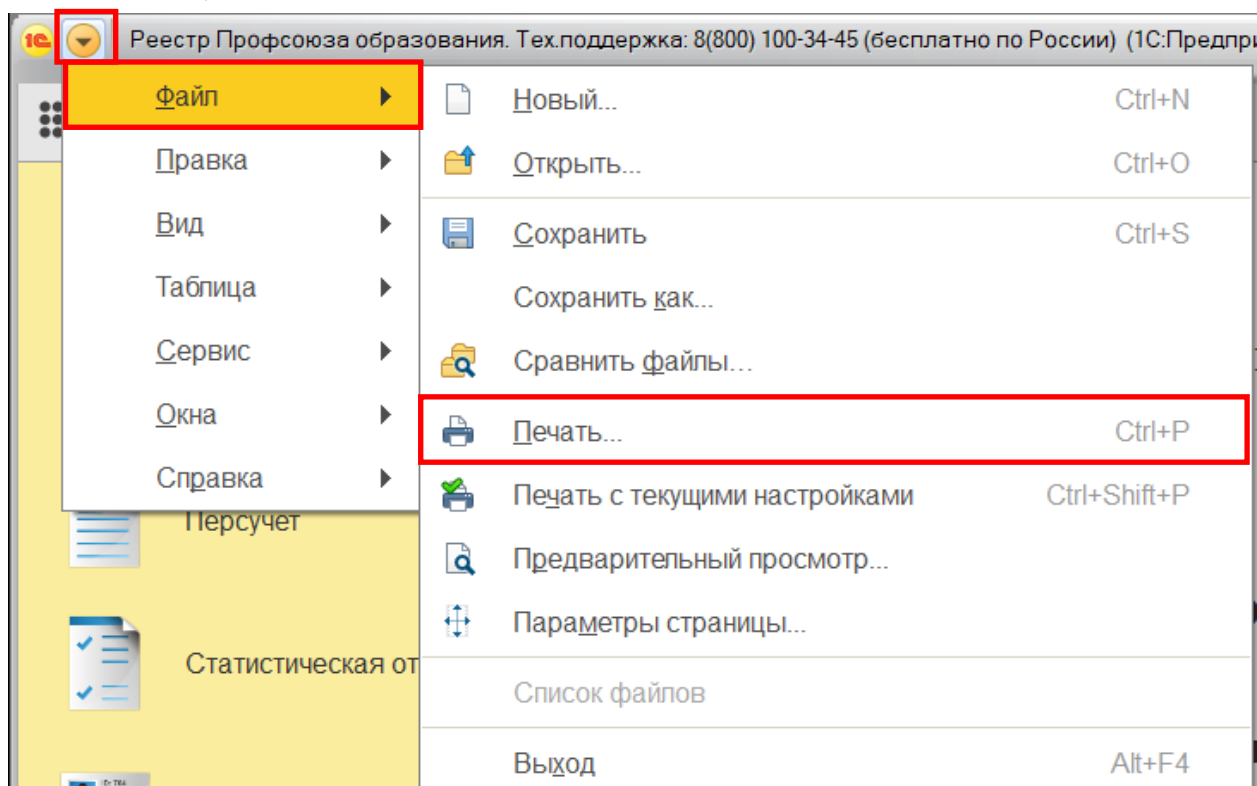 1С Реестр Профсоюза образования. Тех.поддержка: 8(800) 100-34-45 (бесплатно по России) (1С:Предпр
Файл
Правка
Вид
Таблица
Сервис
Окна
Справка
Новый... Ctrl+N
Открыть... Ctrl+O
Сохранить Ctrl+S
Сохранить как...
Сравнить файлы...
Печать... Ctrl+P
Печать с текущими настройками Ctrl+Shift+P
Предварительный просмотр...
Параметры страницы...
Список файлов
Выход Alt+F4
Персучет
Статистическая от